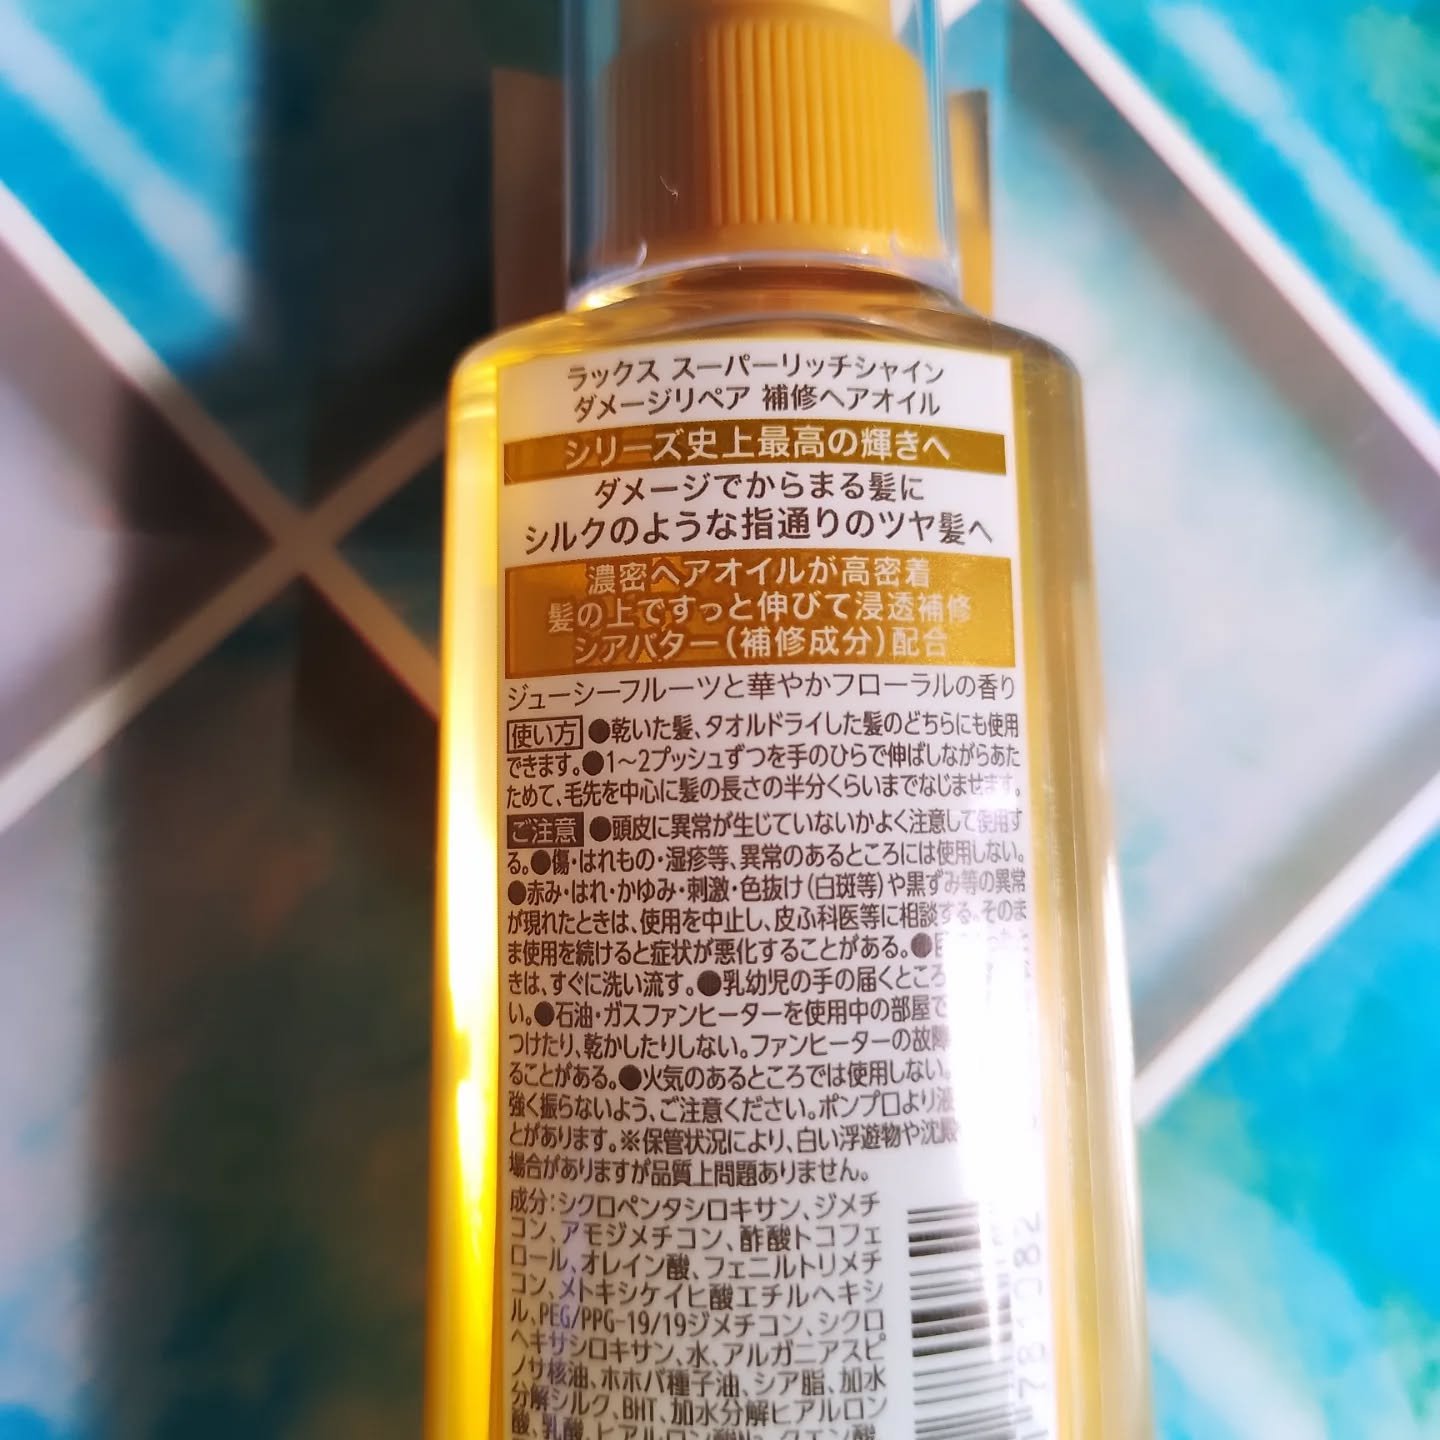 ラックス スーパーリッチシャイン
ダメージリペア 補修ヘアオイル
シリーズ史上最高の輝きへ
ダメージでからまる髪に
シルクのような指通りのツヤ髪へ
濃密ヘアオイルが高密着
髪の上ですっと伸びて浸透補修
シアバター(補修成分)配合
ジューシーフルーツと華やかフローラルの香り
使い方 ●乾いた髪、タオルドライした髪のどちらにも使用
できます。●1～2プッシュずつを手のひらで伸ばしながらあた
ためて、毛先を中心に髪の長さの半分くらいまでなじませます。
ご注意 ●頭皮に異常が生じていないかよく注意して使用す
る。●傷・はれもの・湿疹等、異常のあるところには使用しない。
●赤み・はれ・かゆみ・刺激・色抜け(白斑等)や黒ずみ等の異常
が現れたときは、使用を中止し、皮ふ科医等に相談する。そのま
ま使用を続けると症状が悪化することがある。●
きは、すぐに洗い流す。●乳幼児の手の届くところ
い。●石油・ガスファンヒーターを使用中の部屋で
つけたり、乾かしたりしない。ファンヒーターの故障
ることがある。●火気のあるところでは使用しない。
強く振らないよう、ご注意ください。ポンプ口より液
とがあります。※保管状況により、白い浮遊物や沈殿
場合がありますが品質上問題ありません。
成分:シクロペンタシロキサン、ジメチ
コン、アモジメチコン、酢酸トコフェ
ロール、オレイン酸、フェニルトリメチ
コン、メトキシケイヒ酸エチルヘキシ
ル、PEG/PPG-19/19ジメチコン、シクロ
ヘキサシロキサン、水、アルガニアスピ
ノサ核油、ホホバ種子油、シア脂、加水
分解シルク、BHT、加水分解ヒアルロン
酸、乳酸、ヒアルロン酸Na、クエン酸